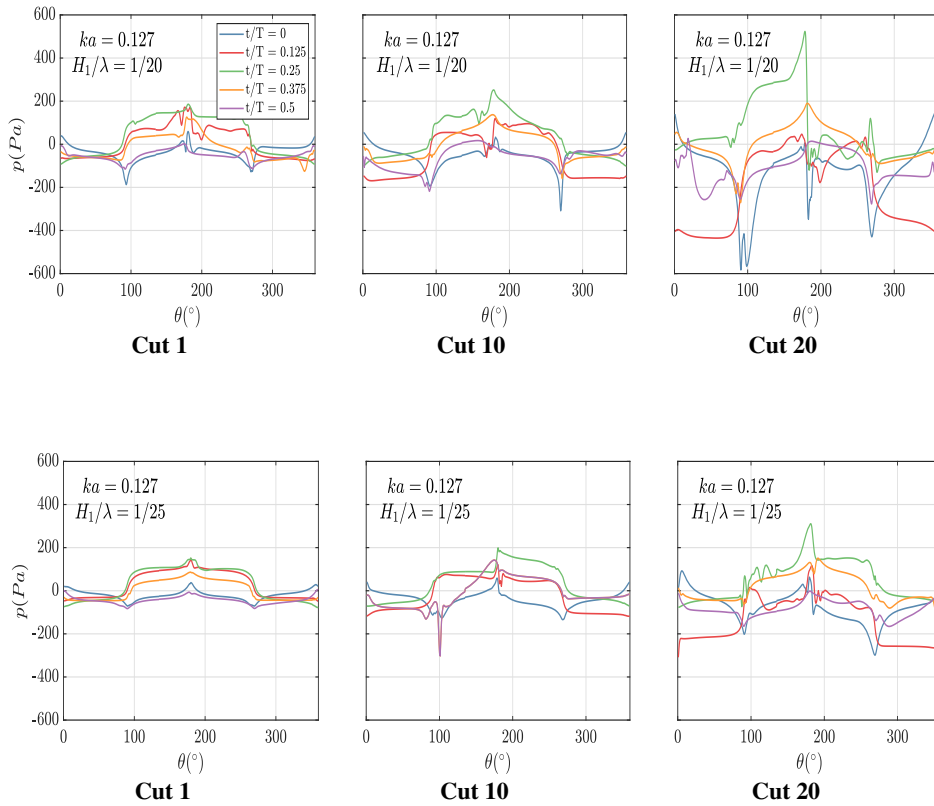 600
400
200
0
-200
-400
-600
p(Pa)
ka = 0.127
H₁/λ = 1/20
t/T = 0
t/T = 0.125
t/T = 0.25
t/T = 0.375
t/T = 0.5
0 100 200 300
θ(°)
Cut 1
ka = 0.127
H₁/λ = 1/20
0 100 200 300
θ(°)
Cut 10
ka = 0.127
H₁/λ = 1/20
0 100 200 300
θ(°)
Cut 20
600
400
200
0
-200
-400
-600
p(Pa)
ka = 0.127
H₁/λ = 1/25
0 100 200 300
θ(°)
Cut 1
ka = 0.127
H₁/λ = 1/25
0 100 200 300
θ(°)
Cut 10
ka = 0.127
H₁/λ = 1/25
0 100 200 300
θ(°)
Cut 20